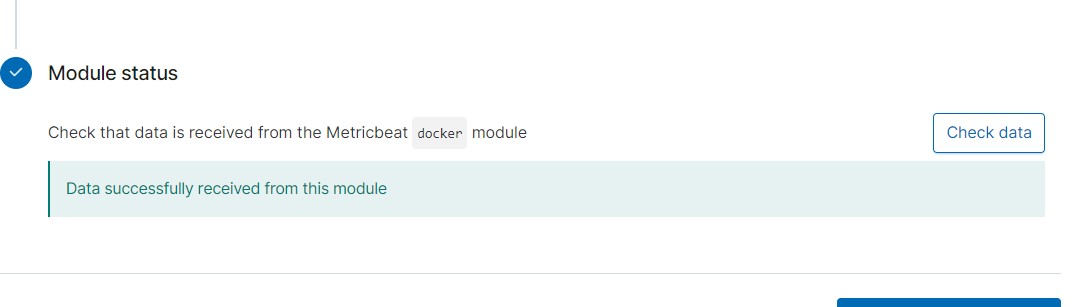 Module status
Check that data is received from the Metricbeat docker module
Check data
Data successfully received from this module